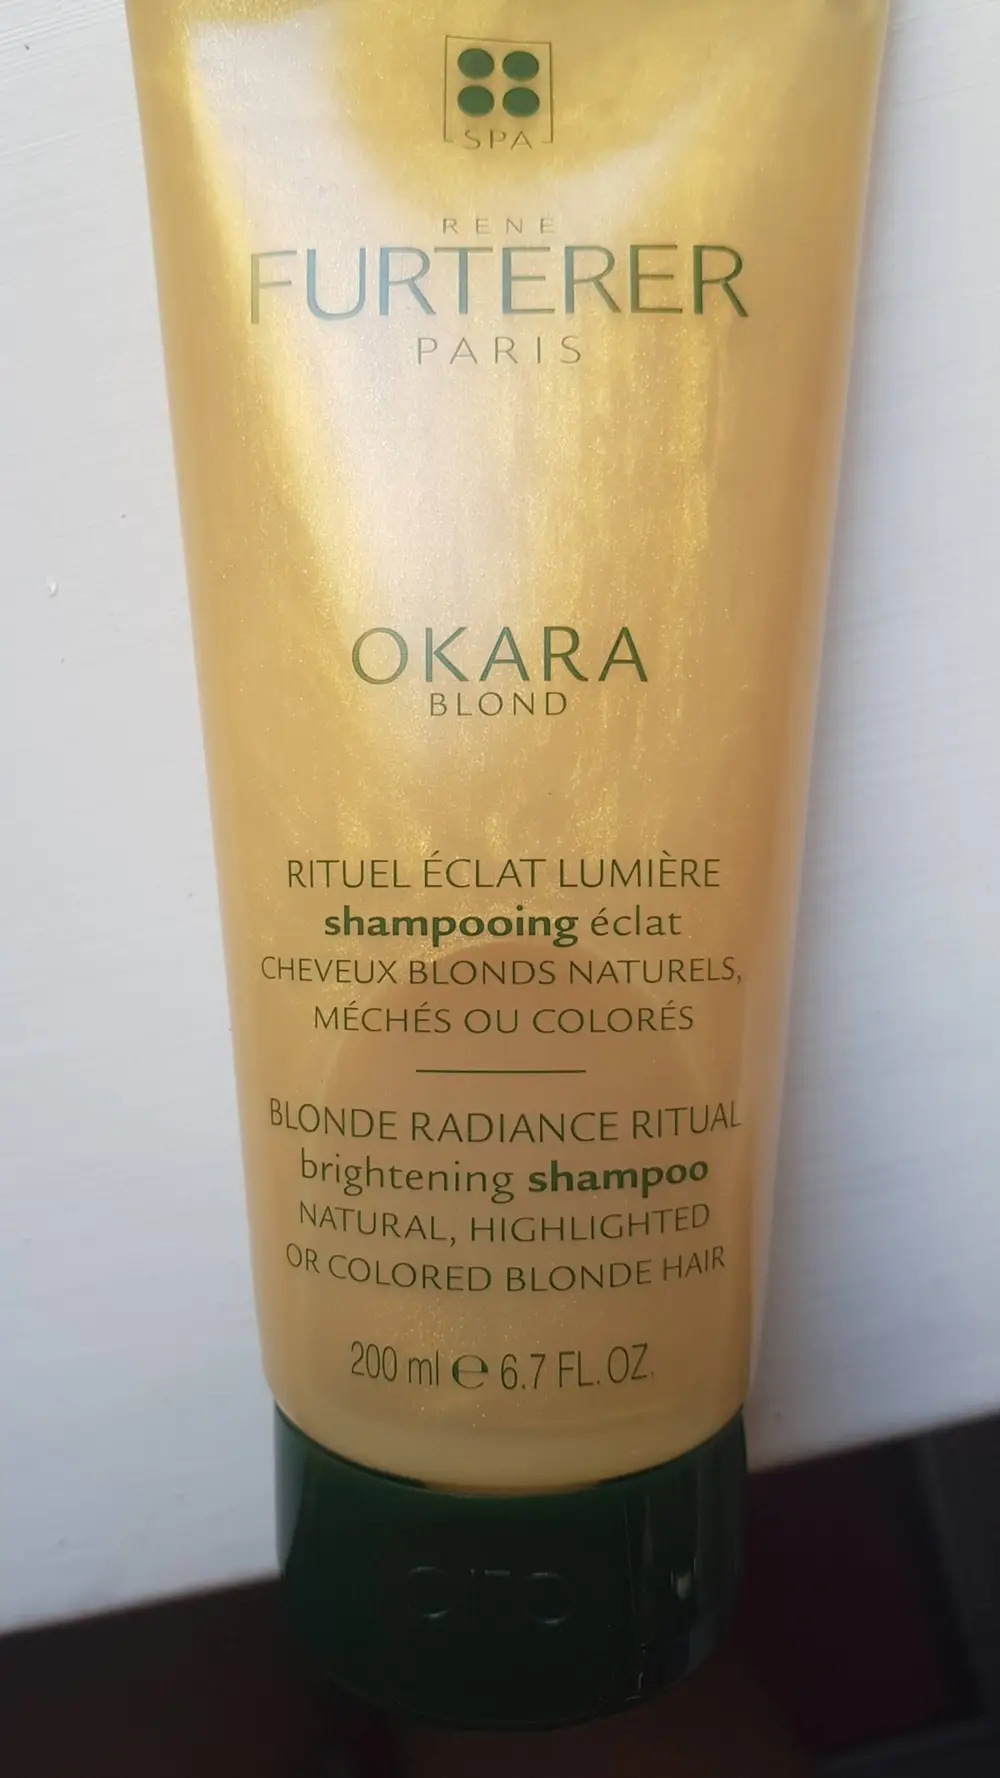 SPA
RENE
FURTERER
PARIS
OKARA
BLOND
RITUEL ÉCLAT LUMIÈRE
shampooing éclat
CHEVEUX BLONDS NATURELS,
MÉCHÉS OU COLORÉS
BLONDE RADIANCE RITUAL
brightening shampoo
NATURAL, HIGHLIGHTED
OR COLORED BLONDE HAIR
200 ml e 6.7 FL. OZ.